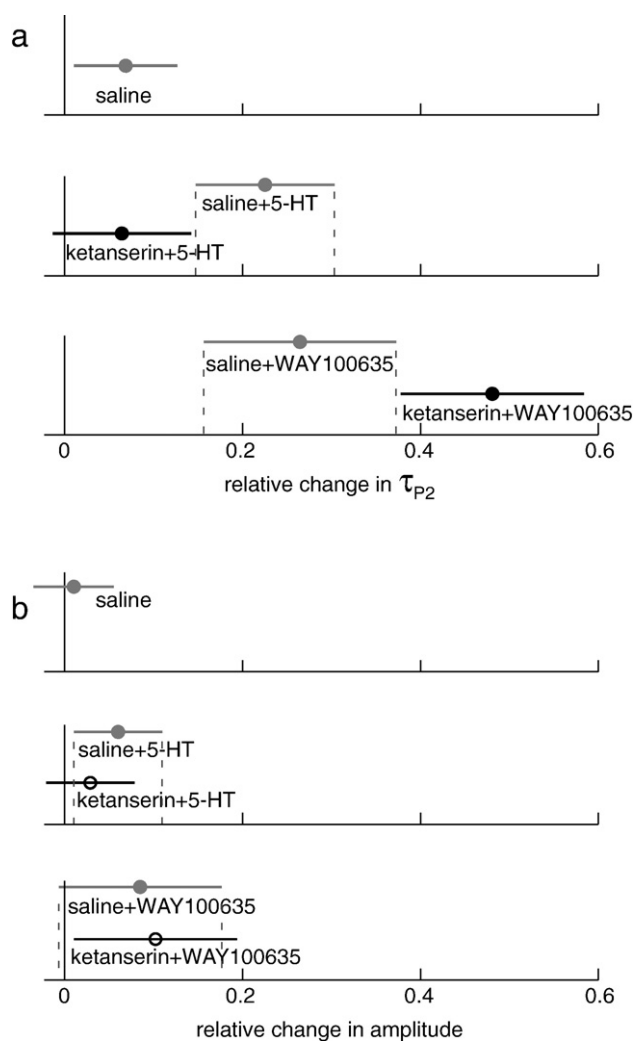 a
saline
saline+5-HT
ketanserin+5-HT
saline+WAY100635
ketanserin+WAY100635
0 0.2 0.4 0.6
relative change in τP2
b
saline
saline+5-HT
ketanserin+5-HT
saline+WAY100635
ketanserin+WAY100635
0 0.2 0.4 0.6
relative change in amplitude